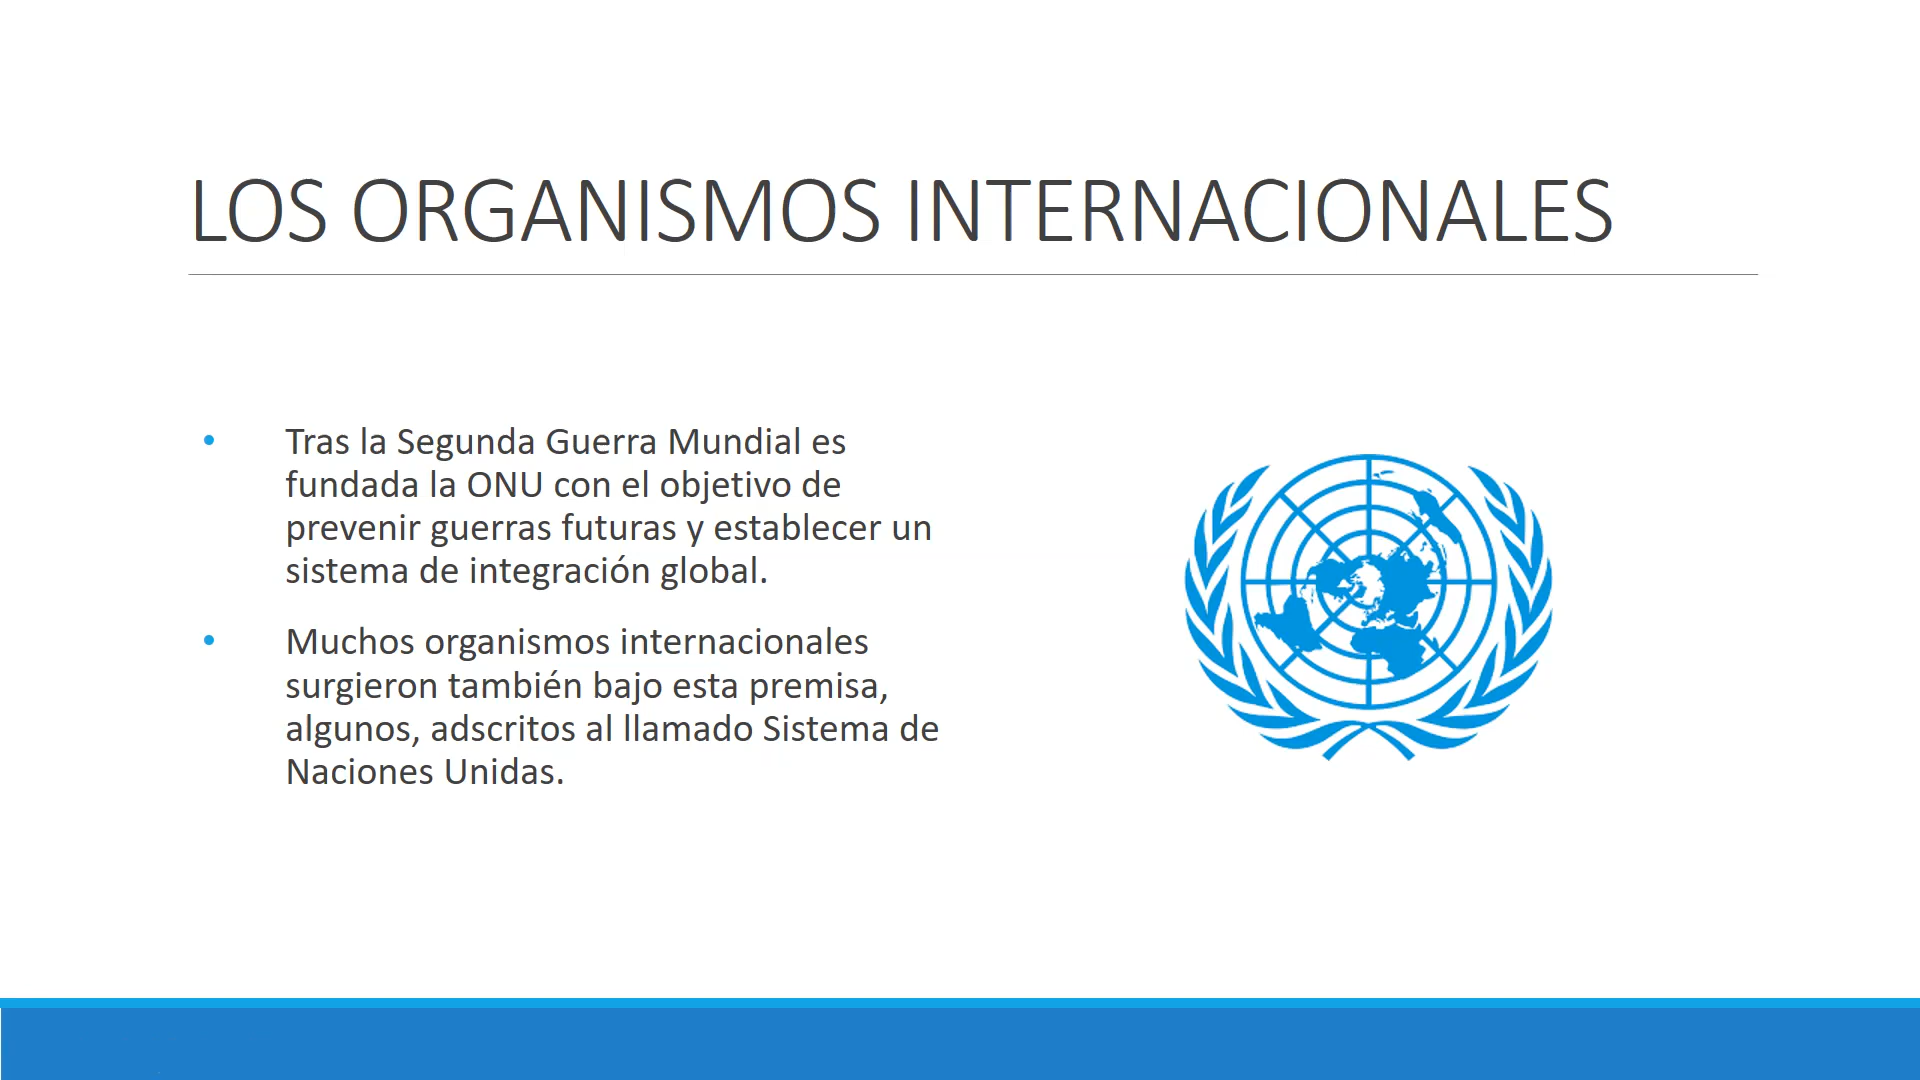 LOS ORGANISMOS INTERNACIONALES
• Tras la Segunda Guerra Mundial es
fundada la ONU con el objetivo de
prevenir guerras futuras y establecer un
sistema de integración global.
• Muchos organismos internacionales
surgieron también bajo esta premisa,
algunos, adscritos al llamado Sistema de
Naciones Unidas.